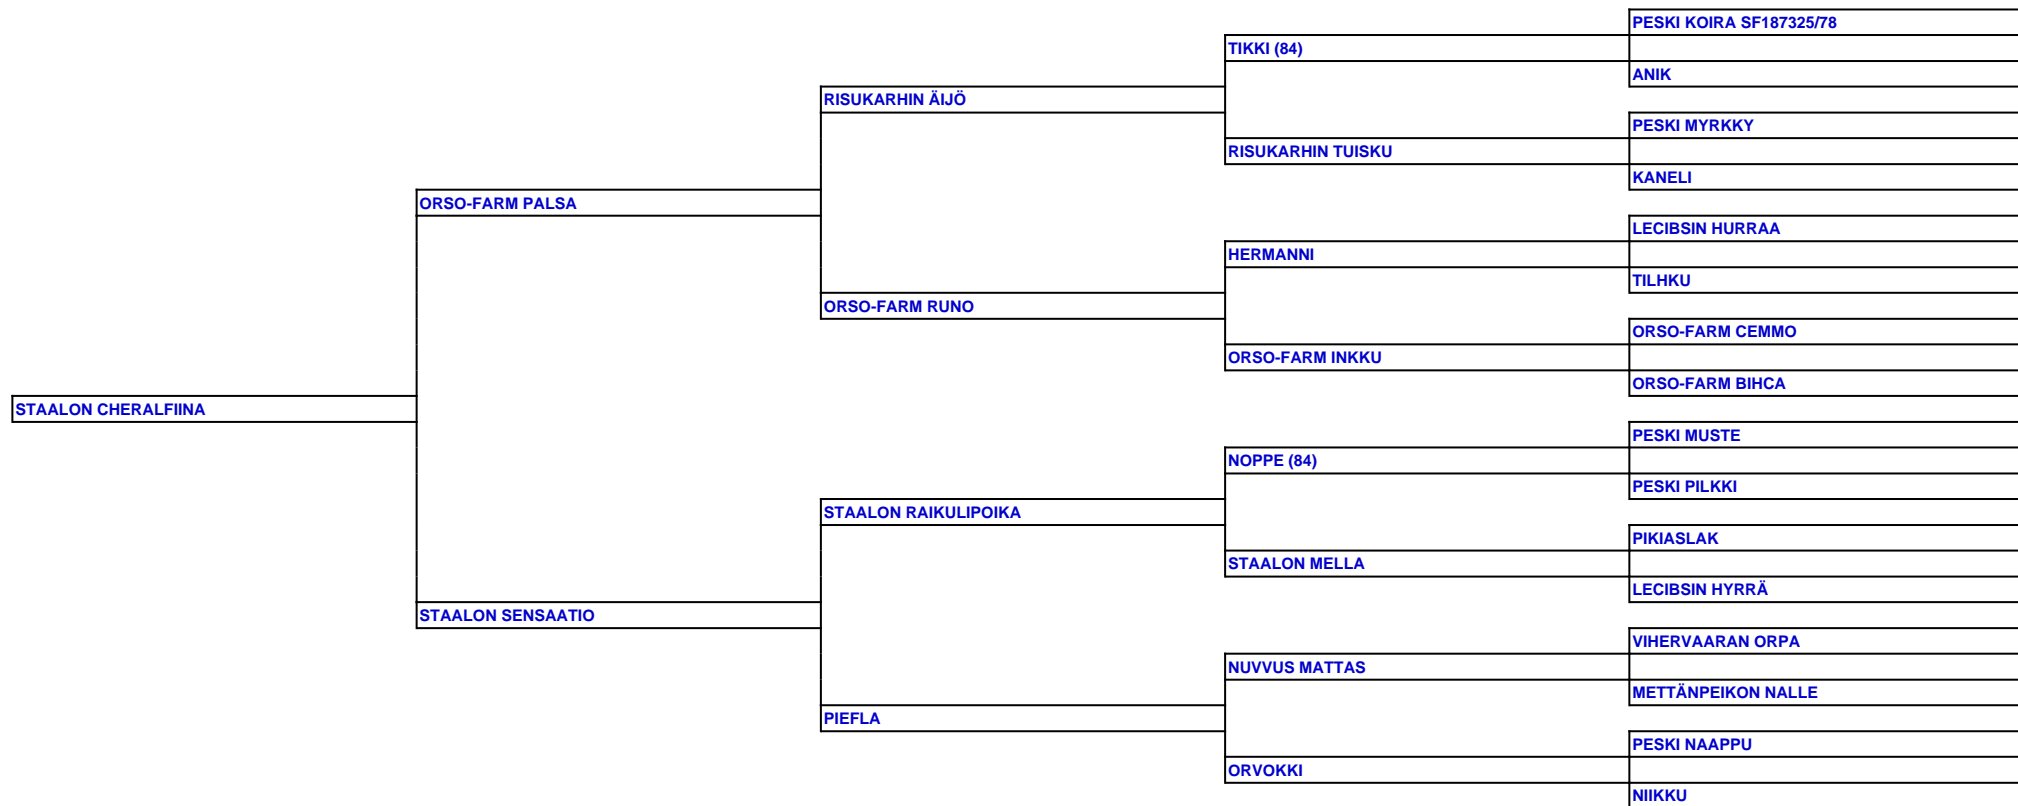 PESKI KOIRA SF187325/78
TIKKI (84)
ANIK
RISUKARHIN ÄIJÖ
PESKI MYRKKY
RISUKARHIN TUISKU
KANELI
ORSO-FARM PALSA
LECIBSIN HURRAA
HERMANNI
TILHKU
ORSO-FARM RUNO
ORSO-FARM CEMMO
ORSO-FARM INKKU
ORSO-FARM BIHCA
STAALON CHERALFIINA
PESKI MUSTE
NOPPE (84)
PESKI PILKKI
STAALON RAIKULIPOIKA
PIKIASLAK
STAALON MELLA
LECIBSIN HYRRÄ
STAALON SENSAATIO
VIHERVAARAN ORPA
NUVVUS MATTAS
METTÄNPEIKON NALLE
PIEFLA
PESKI NAAPPU
ORVOKKI
NIIKKU